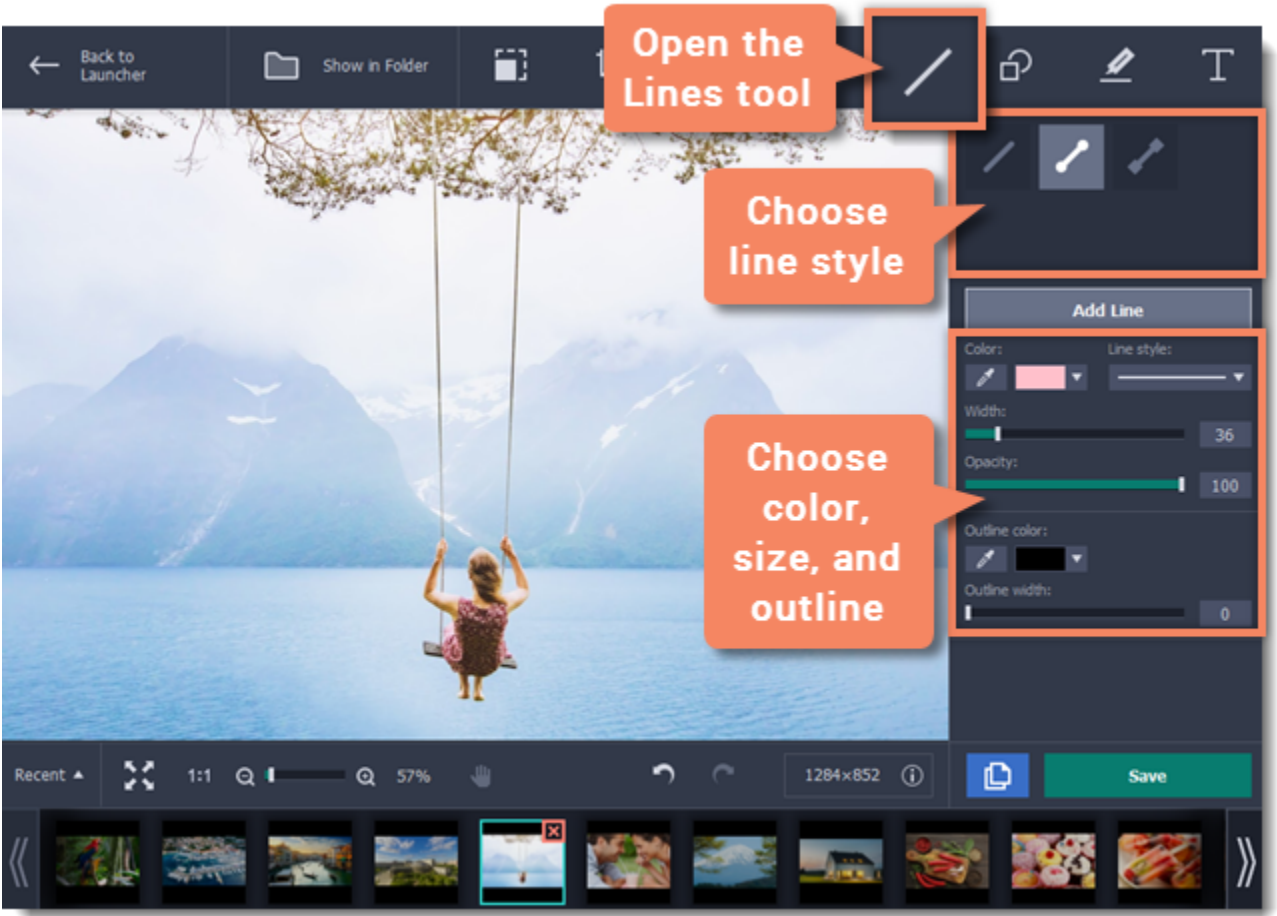 Back to
Launcher
Show in Folder
Open the
Lines tool
T
Choose
line style
Add Line
Color:
Line style:
Width:
36
Opacity:
100
Choose
color,
size, and
outline
Outline color:
Outline width:
0
Recent
1:1
57%
1284×852
Save